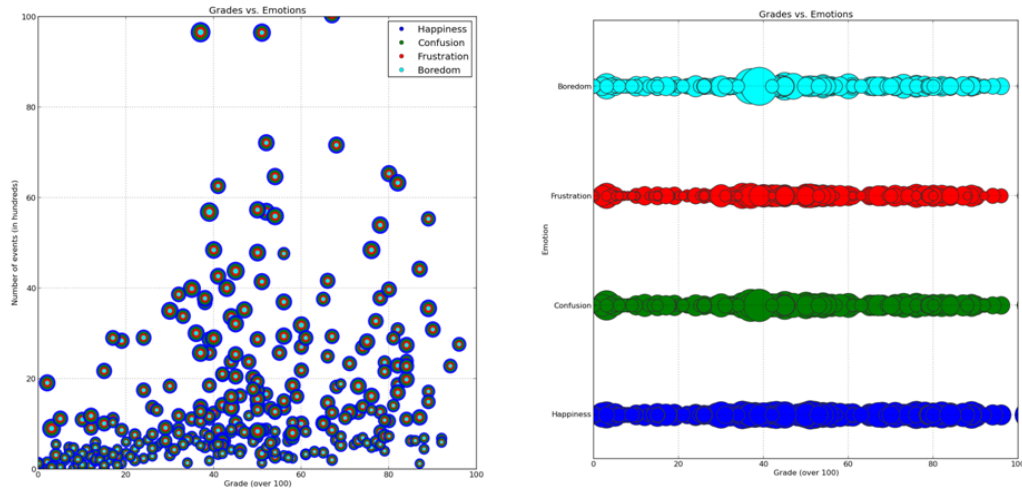 Grades vs. Emotions
Happiness
Confusion
Frustration
Boredom
Number of events (in hundreds)
100
80
60
40
20
0
0 20 40 60 80 100
Grade (over 100)
Grades vs. Emotions
Emotion
Boredom
Frustration
Confusion
Happiness
0 20 40 60 80 100
Grade (over 100)